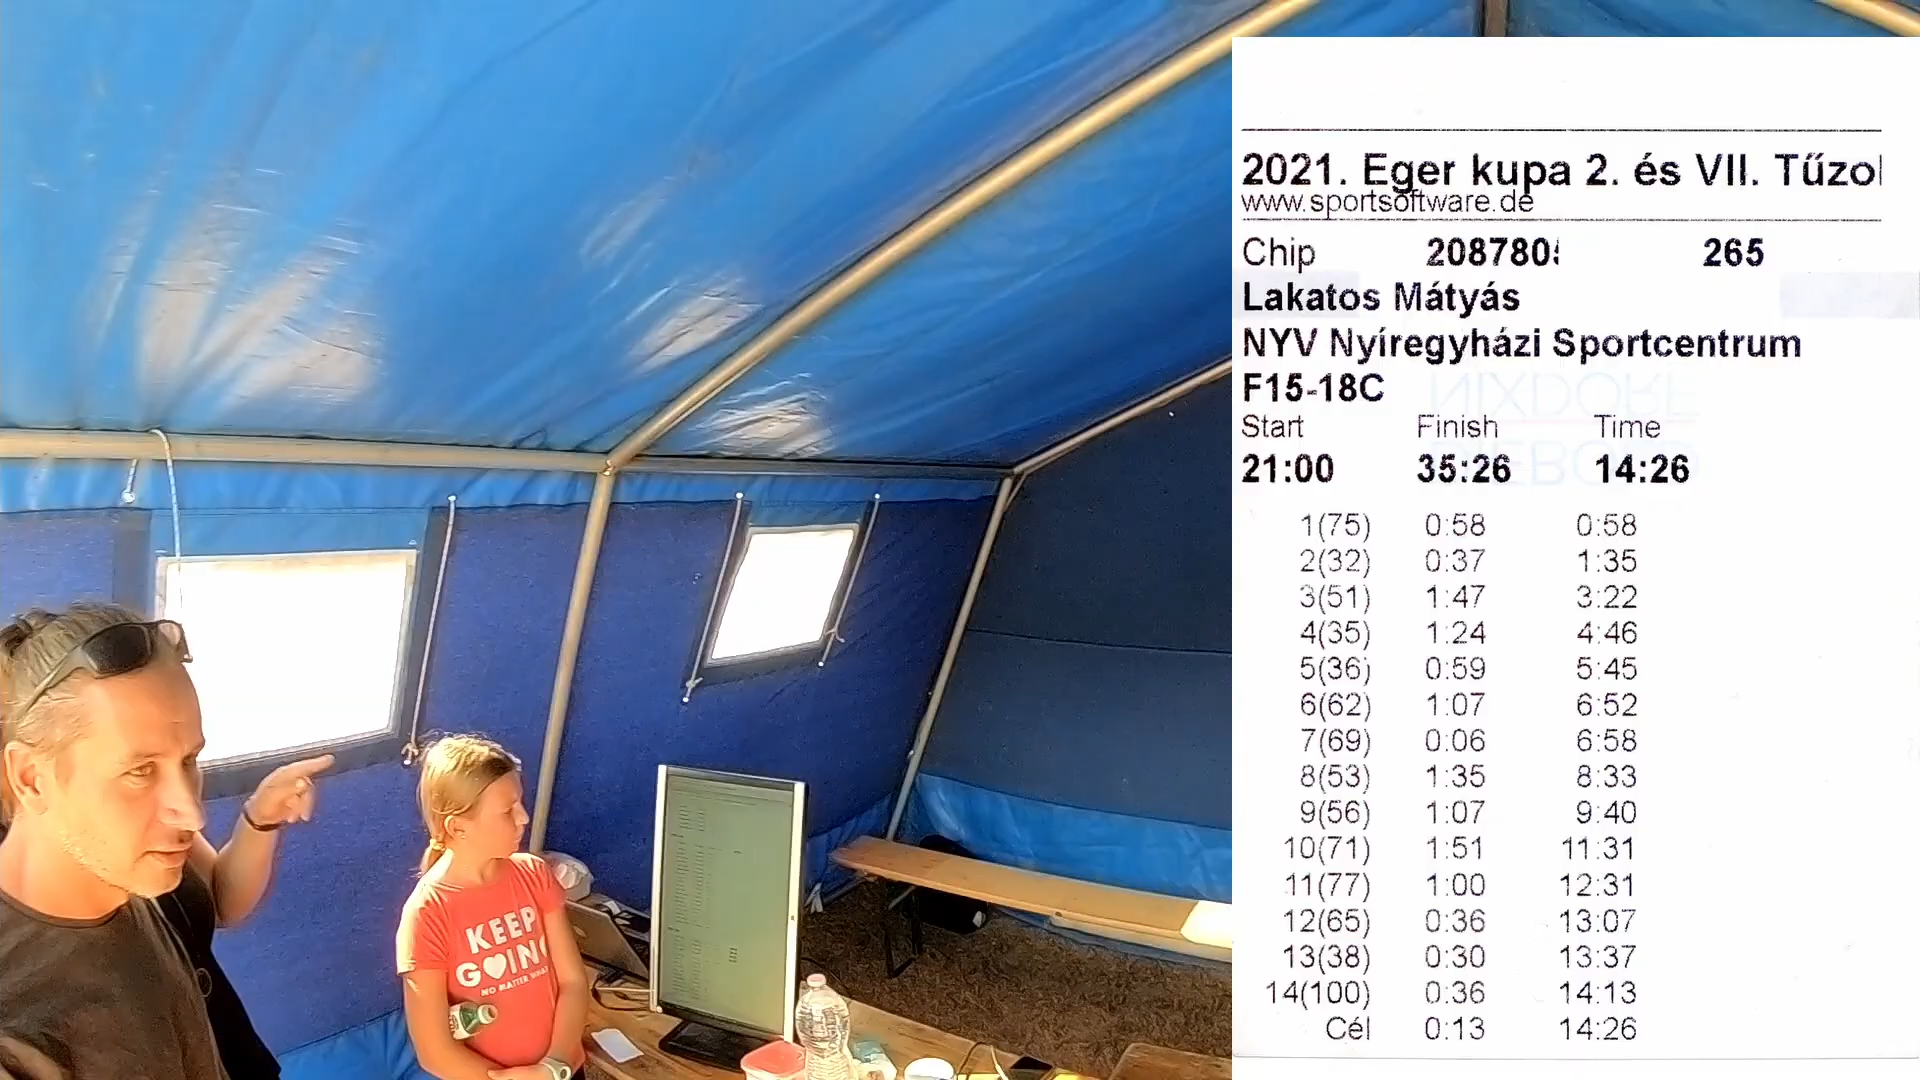 2021. Eger kupa 2. és VII. Tűzol
www.sportsoftware.de
Chip 208780 265
Lakatos Mátyás
NYV Nyíregyházi Sportcentrum
F15-18C
Start Finish Time
21:00 35:26 14:26
1(75) 0:58 0:58
2(32) 0:37 1:35
3(51) 1:47 3:22
4(35) 1:24 4:46
5(36) 0:59 5:45
6(62) 1:07 6:52
7(69) 0:06 6:58
8(53) 1:35 8:33
9(56) 1:07 9:40
10(71) 1:51 11:31
11(77) 1:00 12:31
12(65) 0:36 13:07
13(38) 0:30 13:37
14(100) 0:36 14:13
Cél 0:13 14:26
KEEP
G♥ING
NO MATTER WHAT